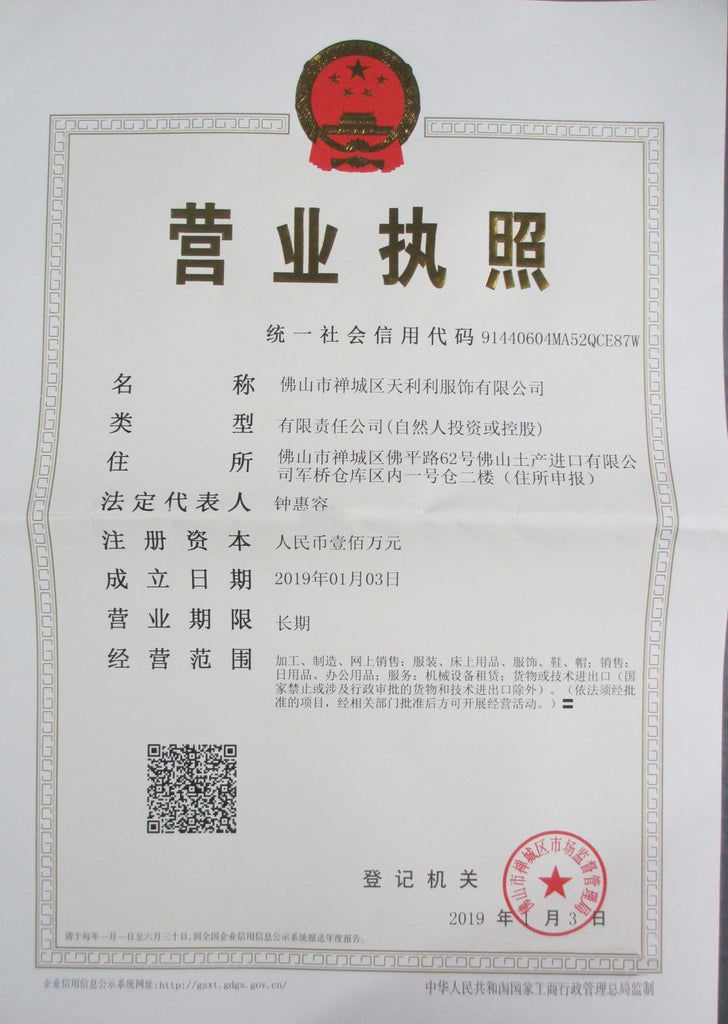 营业执照
统一社会信用代码 91440604MA52QCE87W
名称 佛山市禅城区天利利服饰有限公司
类型 有限责任公司(自然人投资或控股)
住所 佛山市禅城区佛平路62号佛山土产进口有限公
司军桥仓库区内一号仓二楼（住所申报）
法定代表人 钟惠容
注册资本 人民币壹佰万元
成立日期 2019年01月03日
营业期限 长期
经营范围 加工、制造、网上销售：服装、床上用品、服饰、鞋、帽；销售：
日用品、办公用品；服务：机械设备租赁；货物或技术进出口（国
家禁止或涉及行政审批的货物和技术进出口除外）。（依法须经批
准的项目，经相关部门批准后方可开展经营活动。）〓
登记机关
佛山市禅城区市场监督管理局
2019 年 1 月 3 日
请于每年一月一日至六月三十日,到全国企业信用信息公示系统报送年度报告。
企业信用信息公示系统网址:http://gsxt.gdgs.gov.cn/
中华人民共和国国家工商行政管理总局监制